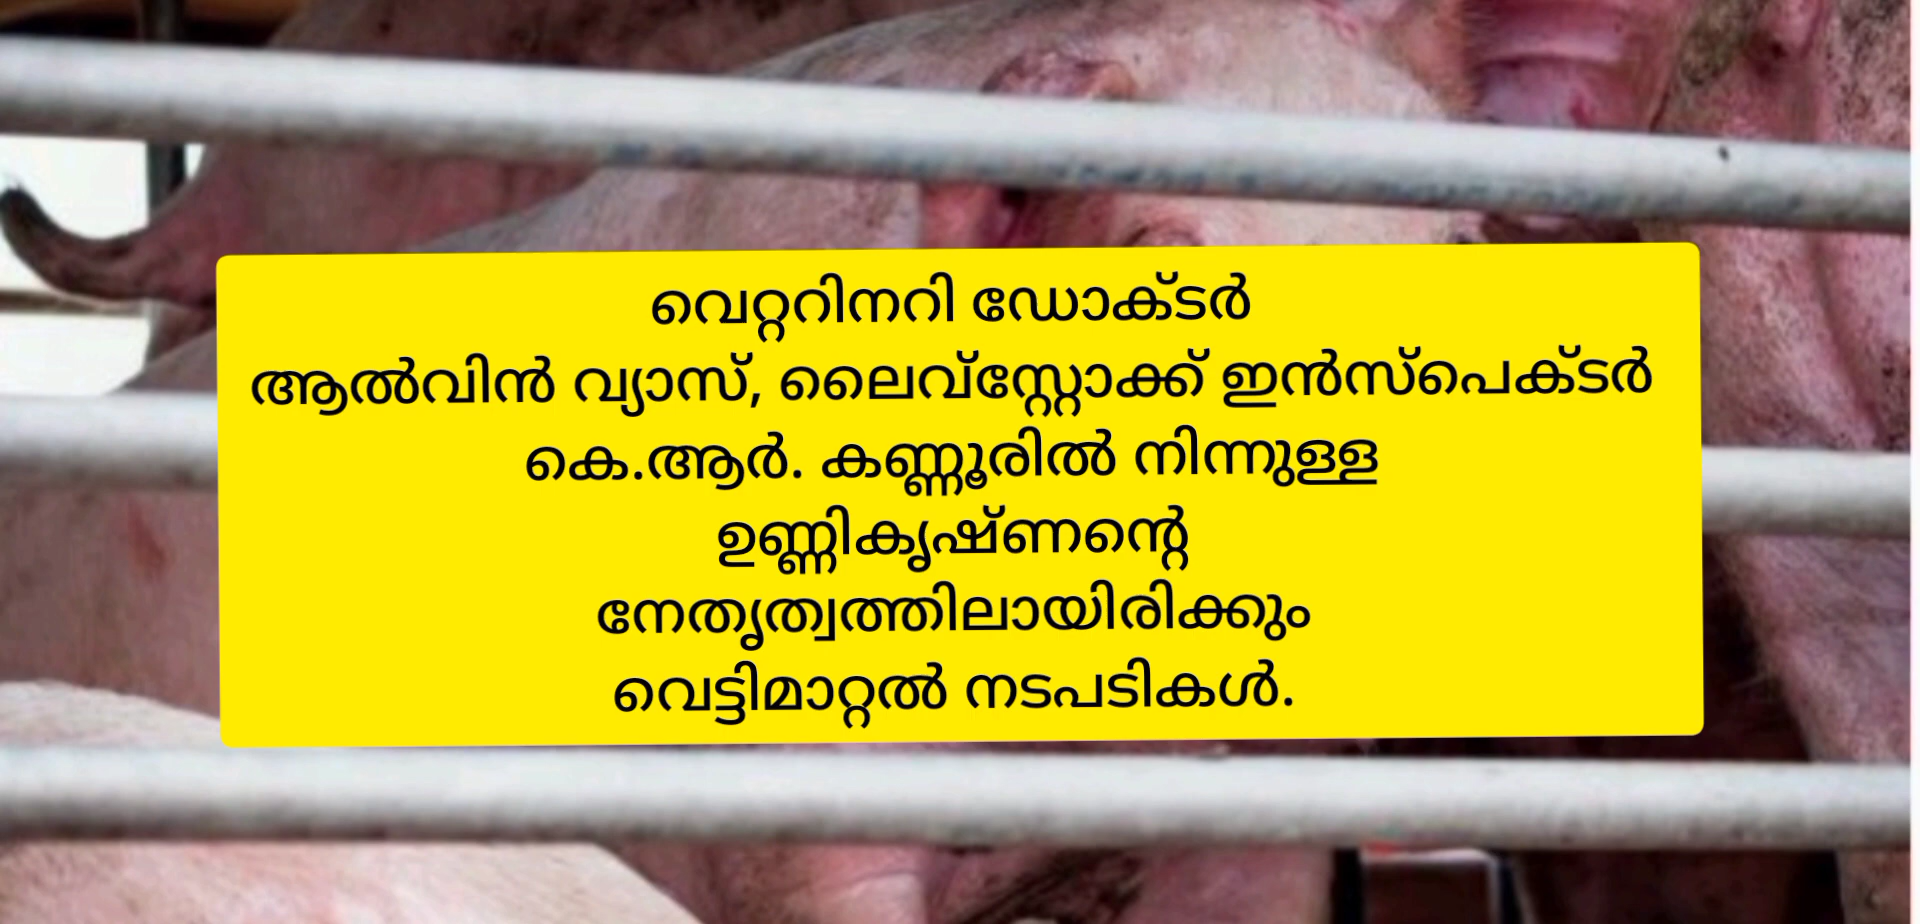 വെറ്ററിനറി ഡോക്ടർ
ആൽവിൻ വ്യാസ്, ലൈവ്സ്റ്റോക്ക് ഇൻസ്പെക്ടർ
കെ.ആർ. കണ്ണൂരിൽ നിന്നുള്ള
ഉണ്ണികൃഷ്ണന്റെ
നേതൃത്വത്തിലായിരിക്കും
വെട്ടിമാറ്റൽ നടപടികൾ.